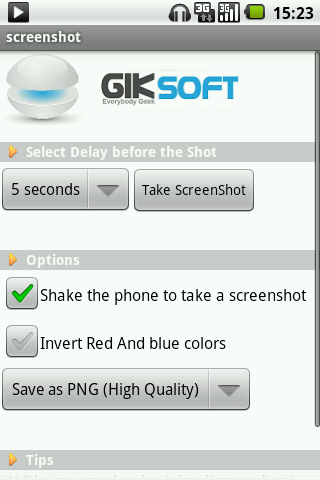 3G 3G 15:23
screenshot
GIKSOFT
Everybody Geek
Select Delay before the Shot
5 seconds Take ScreenShot
Options
Shake the phone to take a screenshot
Invert Red And blue colors
Save as PNG (High Quality)
Tips